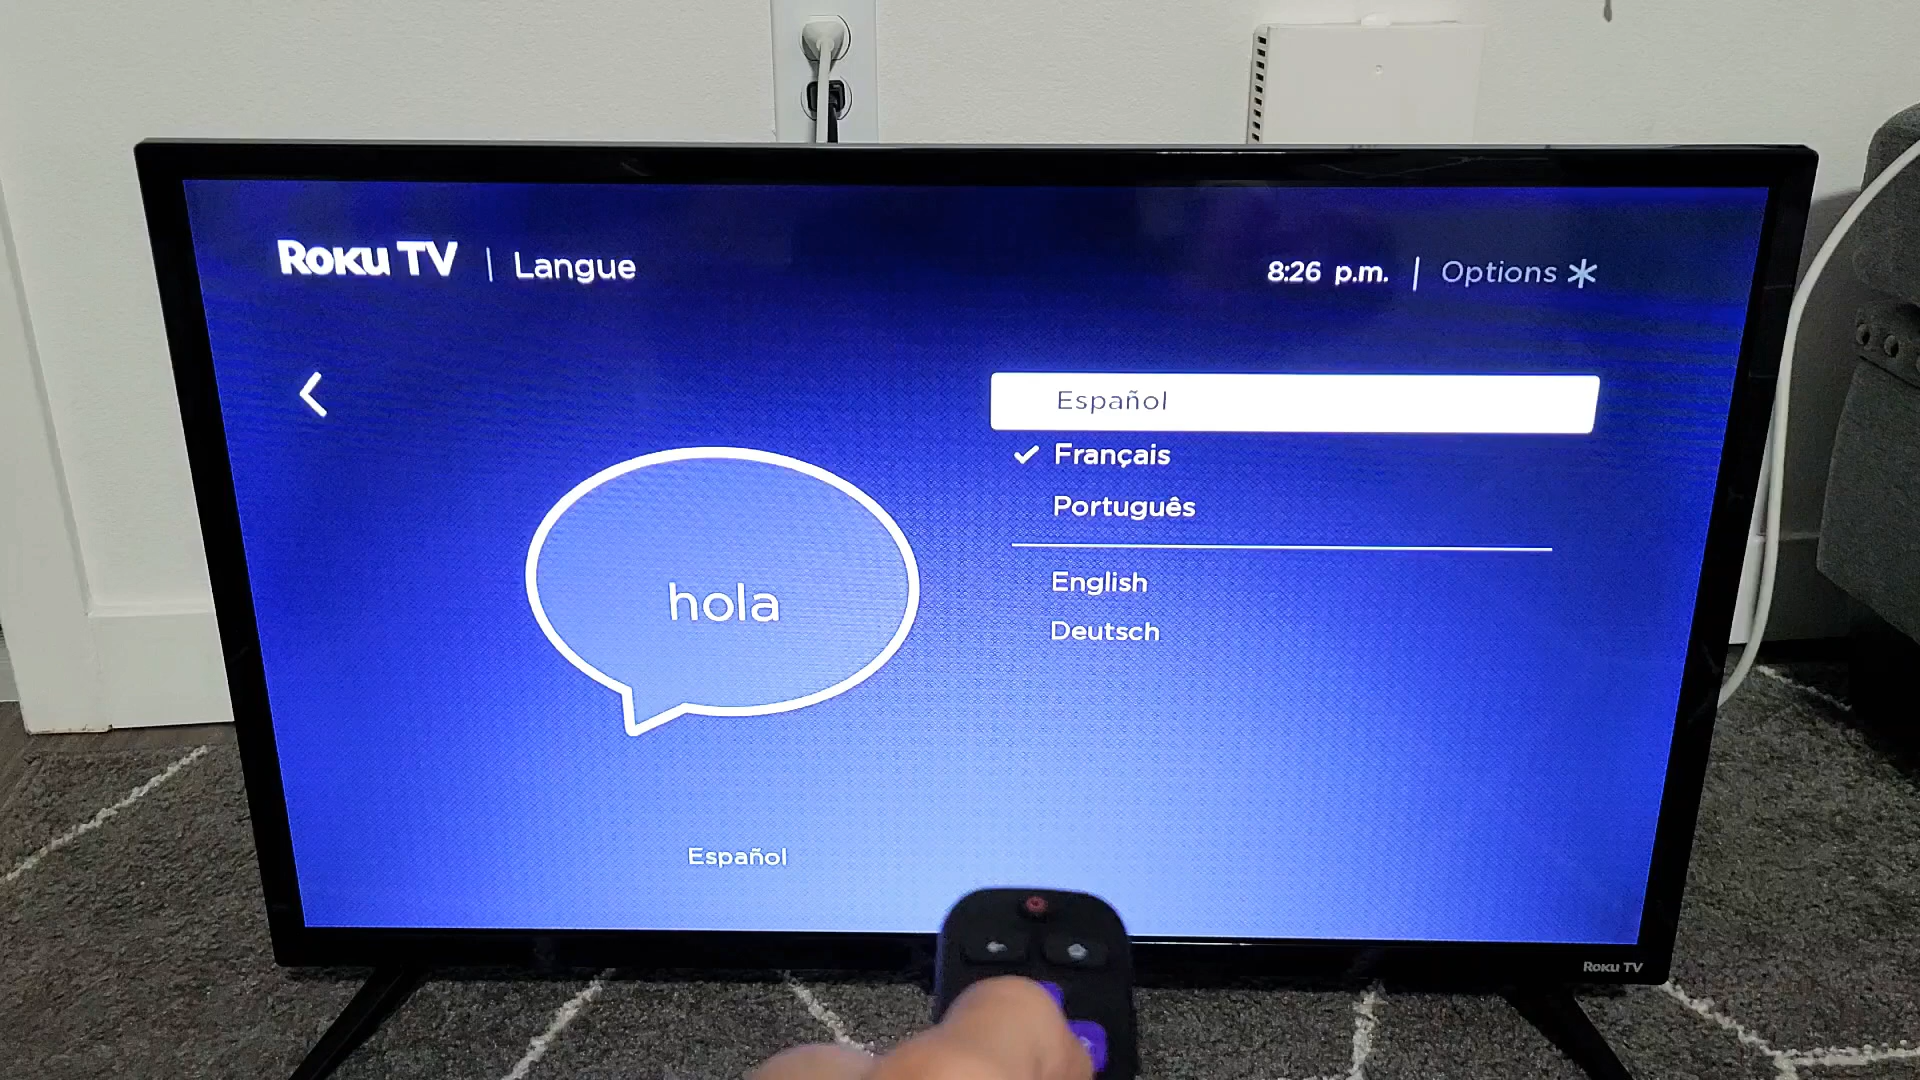 Roku TV | Langue
8:26 p.m. | Options
Español
Français
Português
English
Deutsch
hola
Español
Roku TV